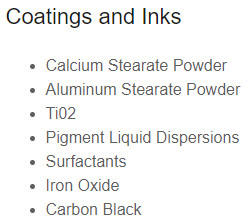 Coatings and Inks
• Calcium Stearate Powder
• Aluminum Stearate Powder
• Ti02
• Pigment Liquid Dispersions
• Surfactants
• Iron Oxide
• Carbon Black